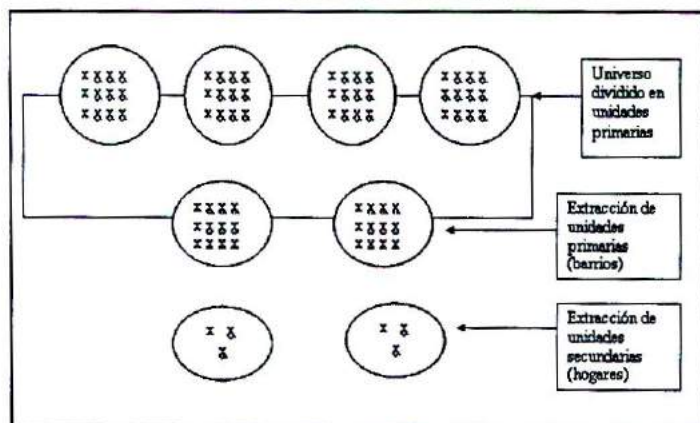 x x x x x x x x x x x x x x x x
x x x x x x x x x x x x x x x x
x x x x x x x x x x x x x x x x
Universo
dividido en
unidades
primarias
x x x x x x x x
x x x x x x x x
x x x x x x x x
Extracción de
unidades
primarias
(barrios)
x x x x
x x
Extracción de
unidades
secundarias
(hogares)